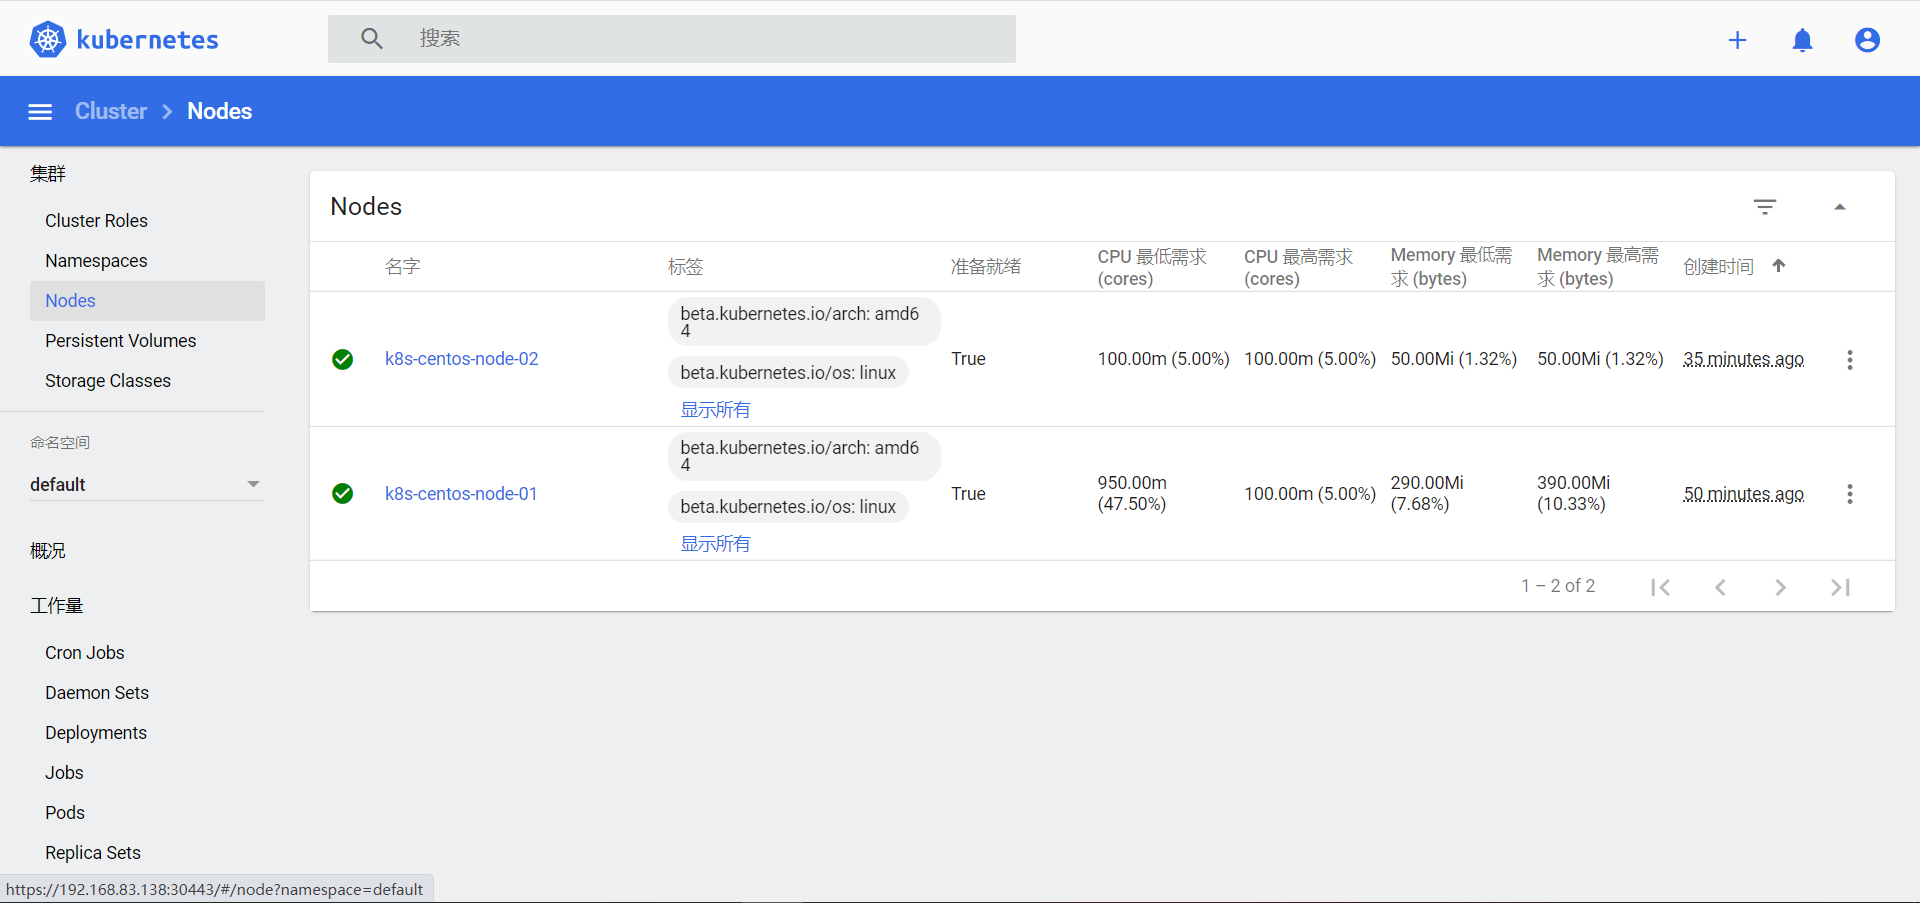 kubernetes
搜索
Cluster
Nodes
集群
Cluster Roles
Namespaces
Nodes
Persistent Volumes
Storage Classes
命名空间
default
概况
工作量
Cron Jobs
Daemon Sets
Deployments
Jobs
Pods
Replica Sets
Nodes
名字
标签
准备就绪
CPU 最低需求
(cores)
CPU 最高需求
(cores)
Memory 最低需
求 (bytes)
Memory 最高需
求 (bytes)
创建时间
k8s-centos-node-02
beta.kubernetes.io/arch: amd6
4
beta.kubernetes.io/os: linux
显示所有
True
100.00m (5.00%)
100.00m (5.00%)
50.00Mi (1.32%)
50.00Mi (1.32%)
35 minutes ago
k8s-centos-node-01
beta.kubernetes.io/arch: amd6
4
beta.kubernetes.io/os: linux
显示所有
True
950.00m
(47.50%)
100.00m (5.00%)
290.00Mi
(7.68%)
390.00Mi
(10.33%)
50 minutes ago
1 – 2 of 2
https://192.168.83.138:30443/#/node?namespace=default